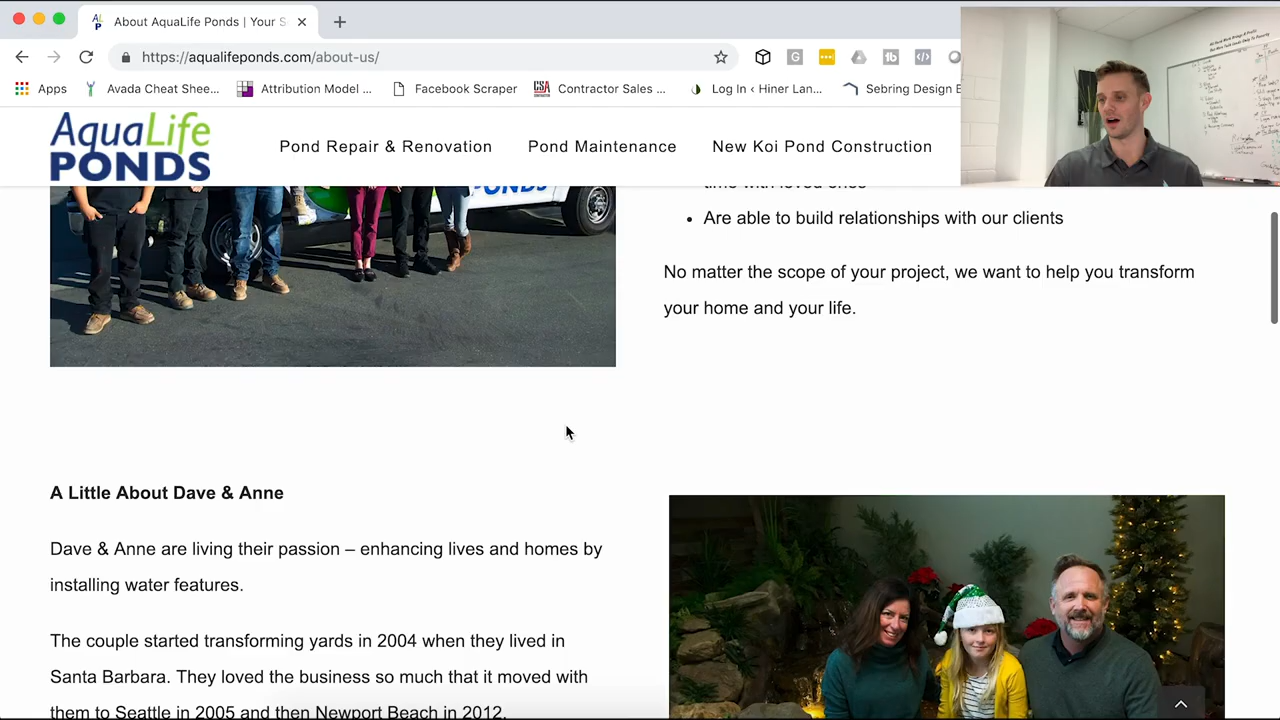 About AquaLife Ponds | Your S
https://aqualifeponds.com/about-us/
Apps
Avada Cheat Shee...
Attribution Model ...
Facebook Scraper
Contractor Sales ...
Log In ‹ Hiner Lan...
Sebring Design B
AquaLife
PONDS
Pond Repair & Renovation
Pond Maintenance
New Koi Pond Construction
PONDS
time with loved ones
• Are able to build relationships with our clients
No matter the scope of your project, we want to help you transform
your home and your life.
A Little About Dave & Anne
Dave & Anne are living their passion – enhancing lives and homes by
installing water features.
The couple started transforming yards in 2004 when they lived in
Santa Barbara. They loved the business so much that it moved with
them to Seattle in 2005 and then Newport Beach in 2012.